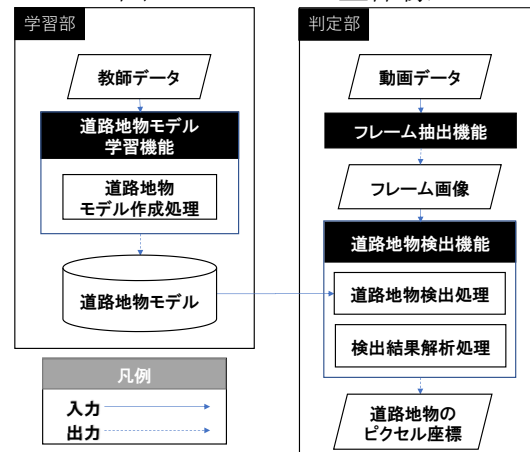 学習部
教師データ
道路地物モデル
学習機能
道路地物
モデル作成処理
道路地物モデル
凡例
入力
出力
判定部
動画データ
フレーム抽出機能
フレーム画像
道路地物検出機能
道路地物検出処理
検出結果解析処理
道路地物の
ピクセル座標